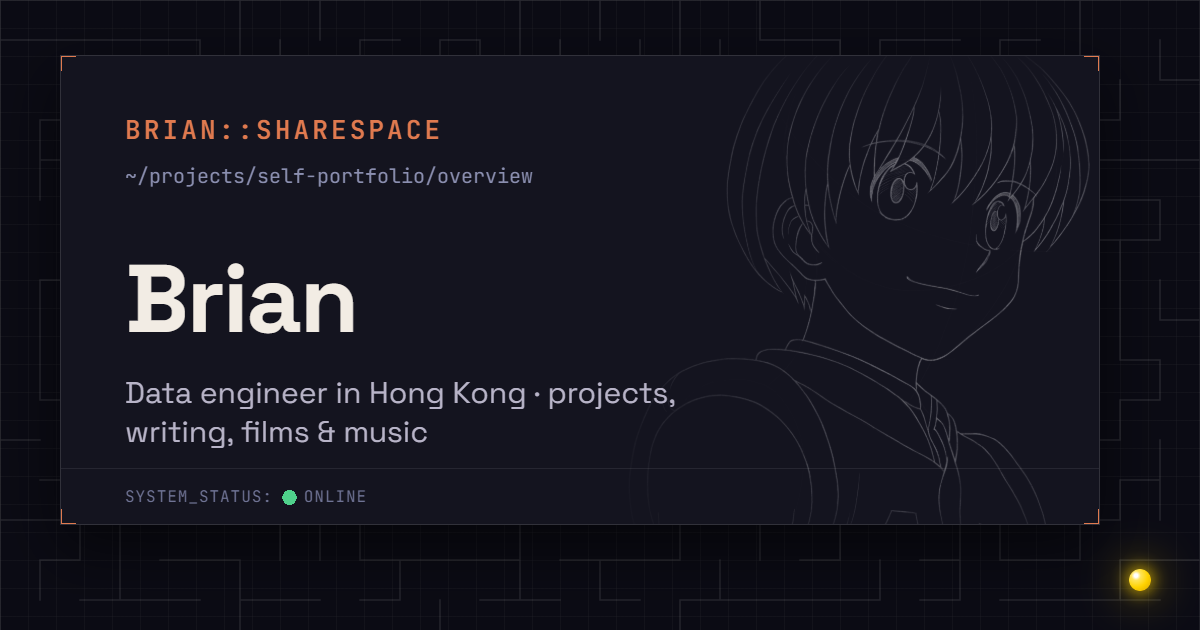 BRIAN::SHARESPACE
~/projects/self-portfolio/overview
Brian
Data engineer in Hong Kong · projects,
writing, films & music
SYSTEM_STATUS: ONLINE